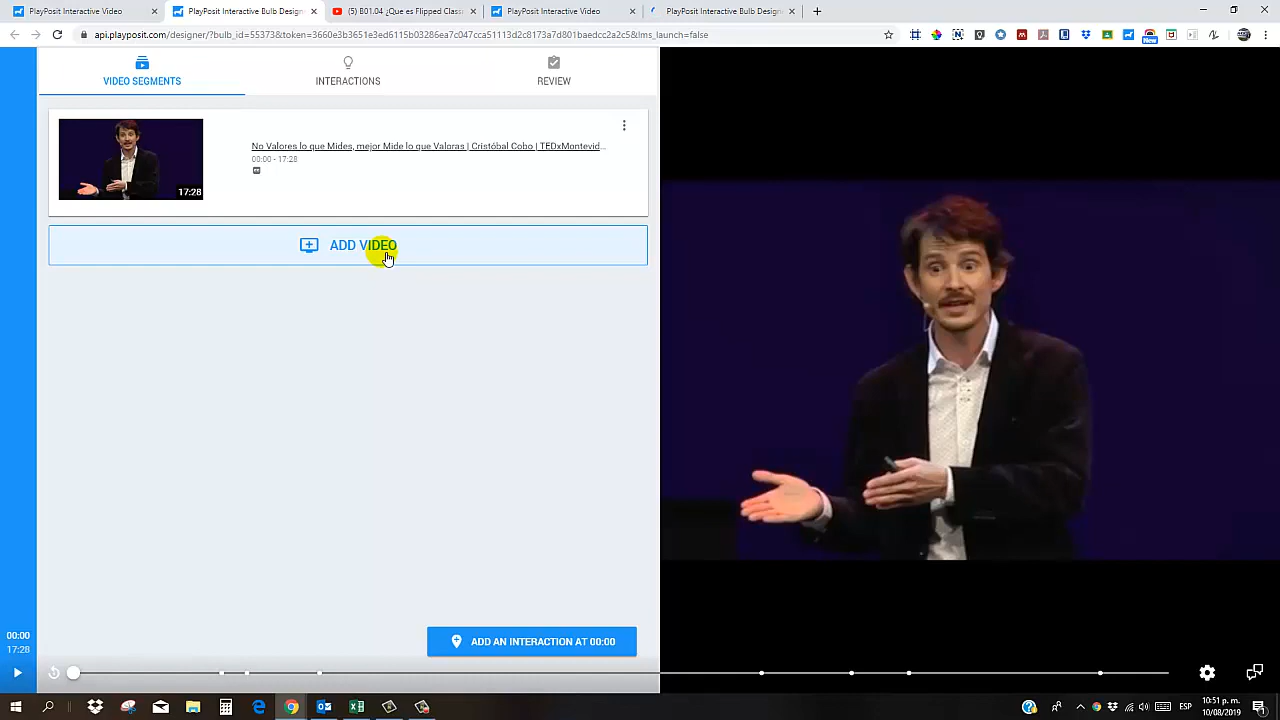 PlayPosit Interactive Video
PlayPosit Interactive Bulb Design
(5) B01.04 ¿Que es Flipped Class
PlayPosit Interactive Video
PlayPosit Interactive Bulb Design
api.playposit.com/designer/?bulb_id=55373&token=3660e3b3651e3ed6115b03286ea7c047cca51113d2c8173a7d801baedcc2a2c5&lms_launch=false
New
VIDEO SEGMENTS
INTERACTIONS
REVIEW
17:28
No Valores lo que Mides, mejor Mide lo que Valoras | Cristóbal Cobo | TEDxMontevid...
00:00 - 17:28
ADD VIDEO
00:00
17:28
ADD AN INTERACTION AT 00:00
ESP
10:51 p. m.
10/08/2019